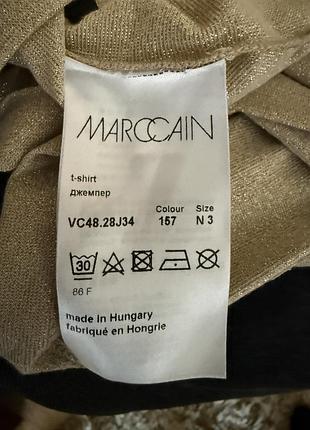 MARCCAIN
t-shirt
джемпер
Colour Size
VC48.28J34 157 N 3
30
86 F
made in Hungary
fabriqué en Hongrie